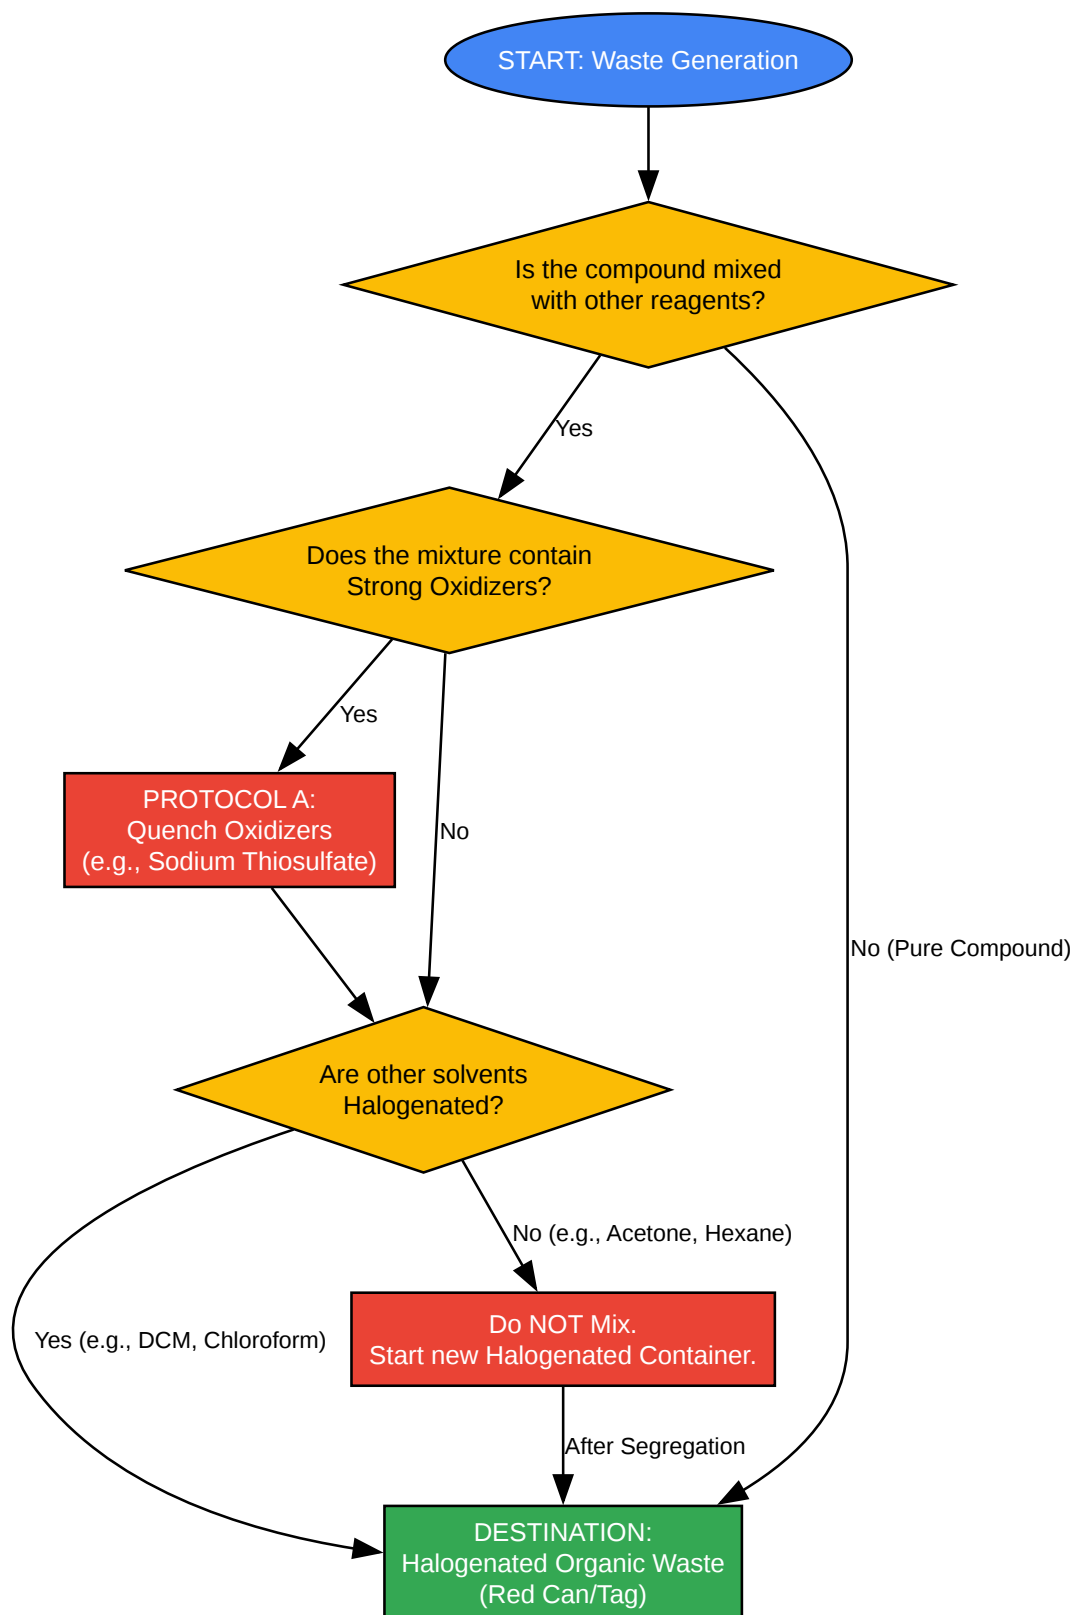 START: Waste Generation
Is the compound mixed
with other reagents?
Yes
Does the mixture contain
Strong Oxidizers?
Yes
PROTOCOL A:
Quench Oxidizers
(e.g., Sodium Thiosulfate)
No
No (Pure Compound)
Are other solvents
Halogenated?
No (e.g., Acetone, Hexane)
Yes (e.g., DCM, Chloroform)
Do NOT Mix.
Start new Halogenated Container.
After Segregation
DESTINATION:
Halogenated Organic Waste
(Red Can/Tag)